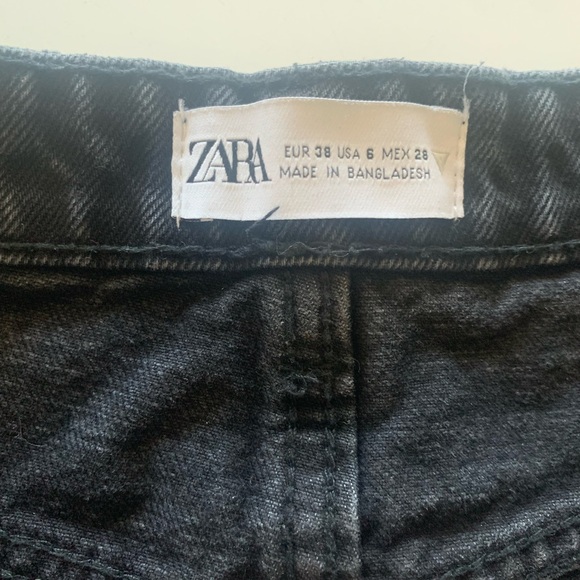 ZARA
EUR 38 USA 6 MEX 28
MADE IN BANGLADESH